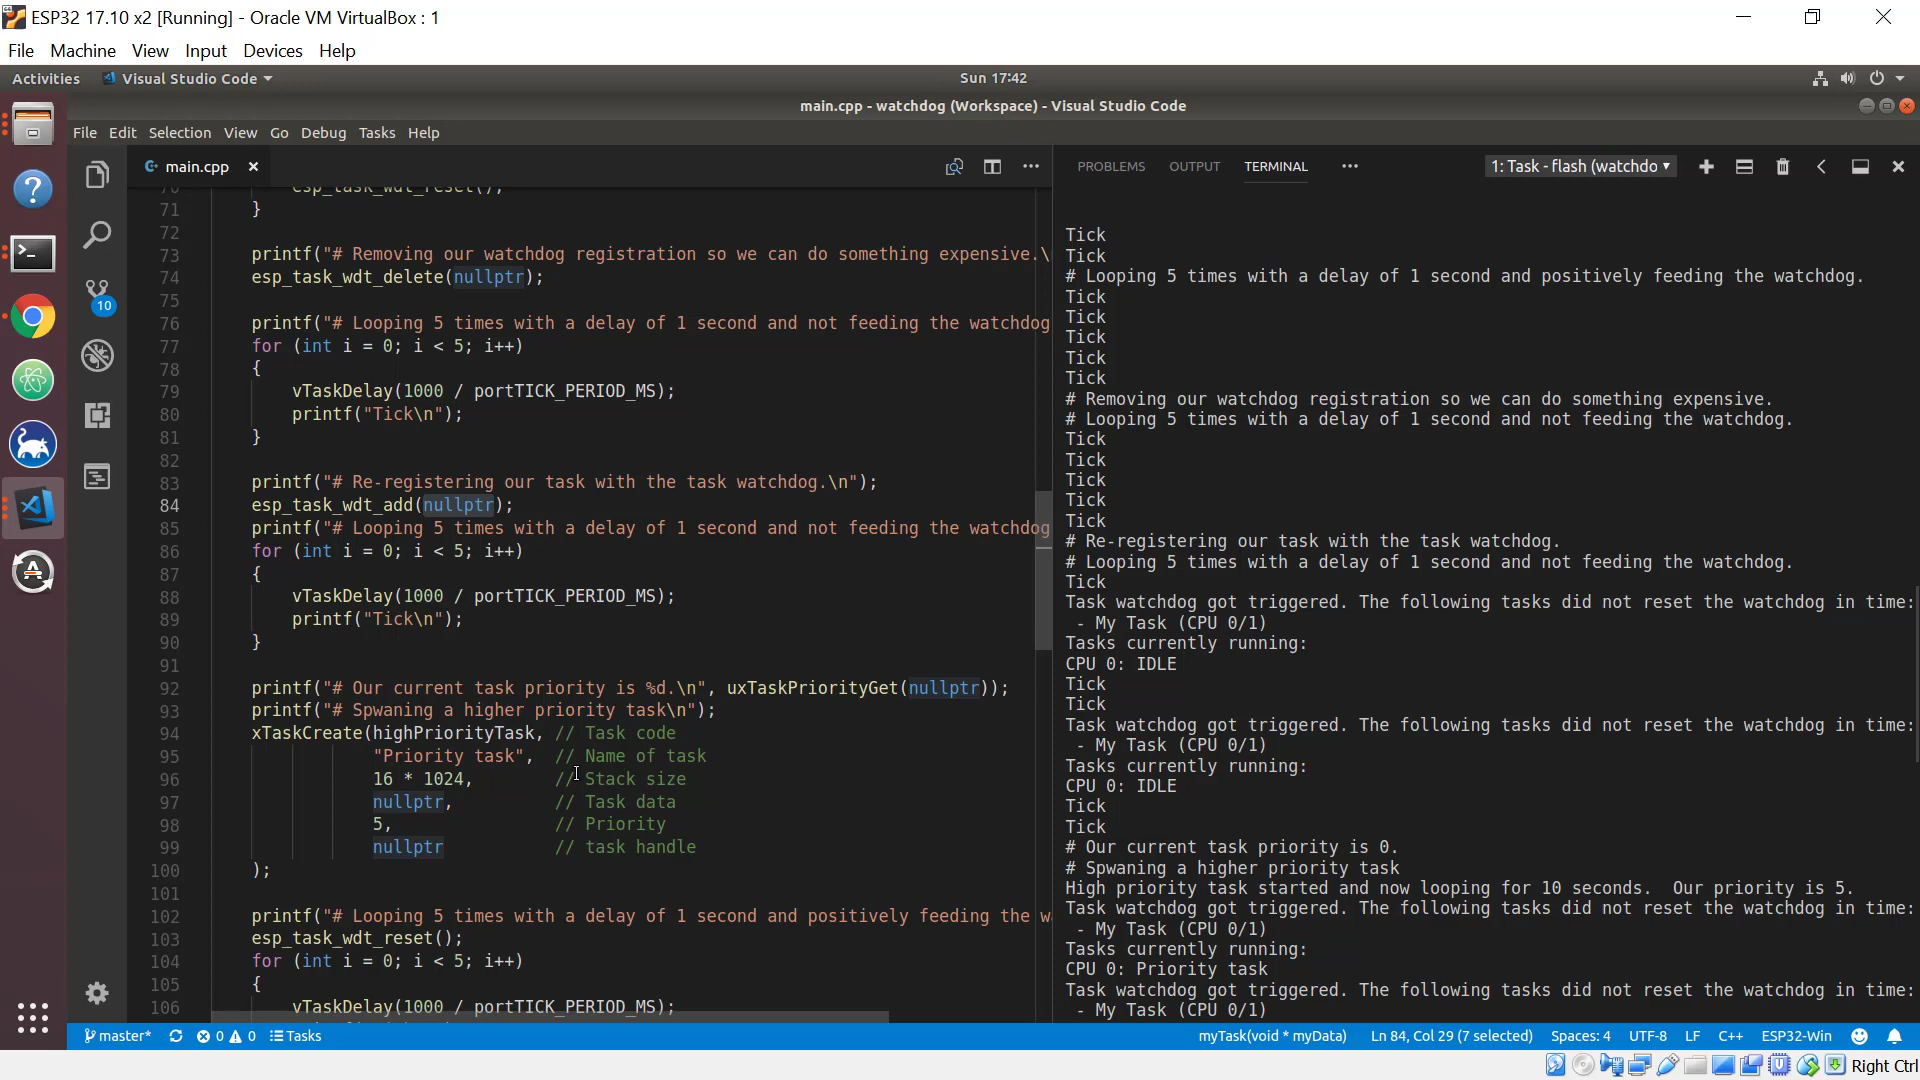 ESP32 17.10 x2 [Running] - Oracle VM VirtualBox : 1
File Machine View Input Devices Help
Activities Visual Studio Code Sun 17:42
main.cpp - watchdog (Workspace) - Visual Studio Code
File Edit Selection View Go Debug Tasks Help
main.cpp
10
70 esp_task_wdt_reset();
71 }
72
73 printf("# Removing our watchdog registration so we can do something expensive.\
74 esp_task_wdt_delete(nullptr);
75
76 printf("# Looping 5 times with a delay of 1 second and not feeding the watchdog
77 for (int i = 0; i < 5; i++)
78 {
79 vTaskDelay(1000 / portTICK_PERIOD_MS);
80 printf("Tick\n");
81 }
82
83 printf("# Re-registering our task with the task watchdog.\n");
84 esp_task_wdt_add(nullptr);
85 printf("# Looping 5 times with a delay of 1 second and not feeding the watchdog
86 for (int i = 0; i < 5; i++)
87 {
88 vTaskDelay(1000 / portTICK_PERIOD_MS);
89 printf("Tick\n");
90 }
91
92 printf("# Our current task priority is %d.\n", uxTaskPriorityGet(nullptr));
93 printf("# Spwaning a higher priority task\n");
94 xTaskCreate(highPriorityTask, // Task code
95 "Priority task", // Name of task
96 16 * 1024, // Stack size
97 nullptr, // Task data
98 5, // Priority
99 nullptr // task handle
100 );
101
102 printf("# Looping 5 times with a delay of 1 second and positively feeding the w
103 esp_task_wdt_reset();
104 for (int i = 0; i < 5; i++)
105 {
106 vTaskDelay(1000 / portTICK_PERIOD_MS);
PROBLEMS OUTPUT TERMINAL ··· 1: Task - flash (watchdo
Tick
Tick
# Looping 5 times with a delay of 1 second and positively feeding the watchdog.
Tick
Tick
Tick
Tick
Tick
# Removing our watchdog registration so we can do something expensive.
# Looping 5 times with a delay of 1 second and not feeding the watchdog.
Tick
Tick
Tick
Tick
Tick
# Re-registering our task with the task watchdog.
# Looping 5 times with a delay of 1 second and not feeding the watchdog.
Tick
Task watchdog got triggered. The following tasks did not reset the watchdog in time:
- My Task (CPU 0/1)
Tasks currently running:
CPU 0: IDLE
Tick
Tick
Task watchdog got triggered. The following tasks did not reset the watchdog in time:
- My Task (CPU 0/1)
Tasks currently running:
CPU 0: IDLE
Tick
Tick
# Our current task priority is 0.
# Spwaning a higher priority task
High priority task started and now looping for 10 seconds.  Our priority is 5.
Task watchdog got triggered. The following tasks did not reset the watchdog in time:
- My Task (CPU 0/1)
Tasks currently running:
CPU 0: Priority task
Task watchdog got triggered. The following tasks did not reset the watchdog in time:
- My Task (CPU 0/1)
master* 0 0 Tasks myTask(void * myData) Ln 84, Col 29 (7 selected) Spaces: 4 UTF-8 LF C++ ESP32-Win
Right Ctrl